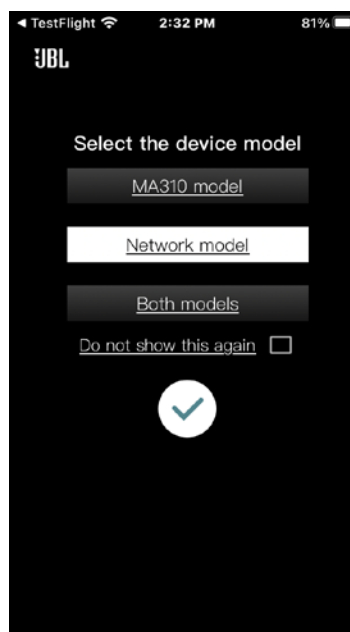 ◀ TestFlight 2:32 PM 81%
JBL
Select the device model
MA310 model
Network model
Both models
Do not show this again